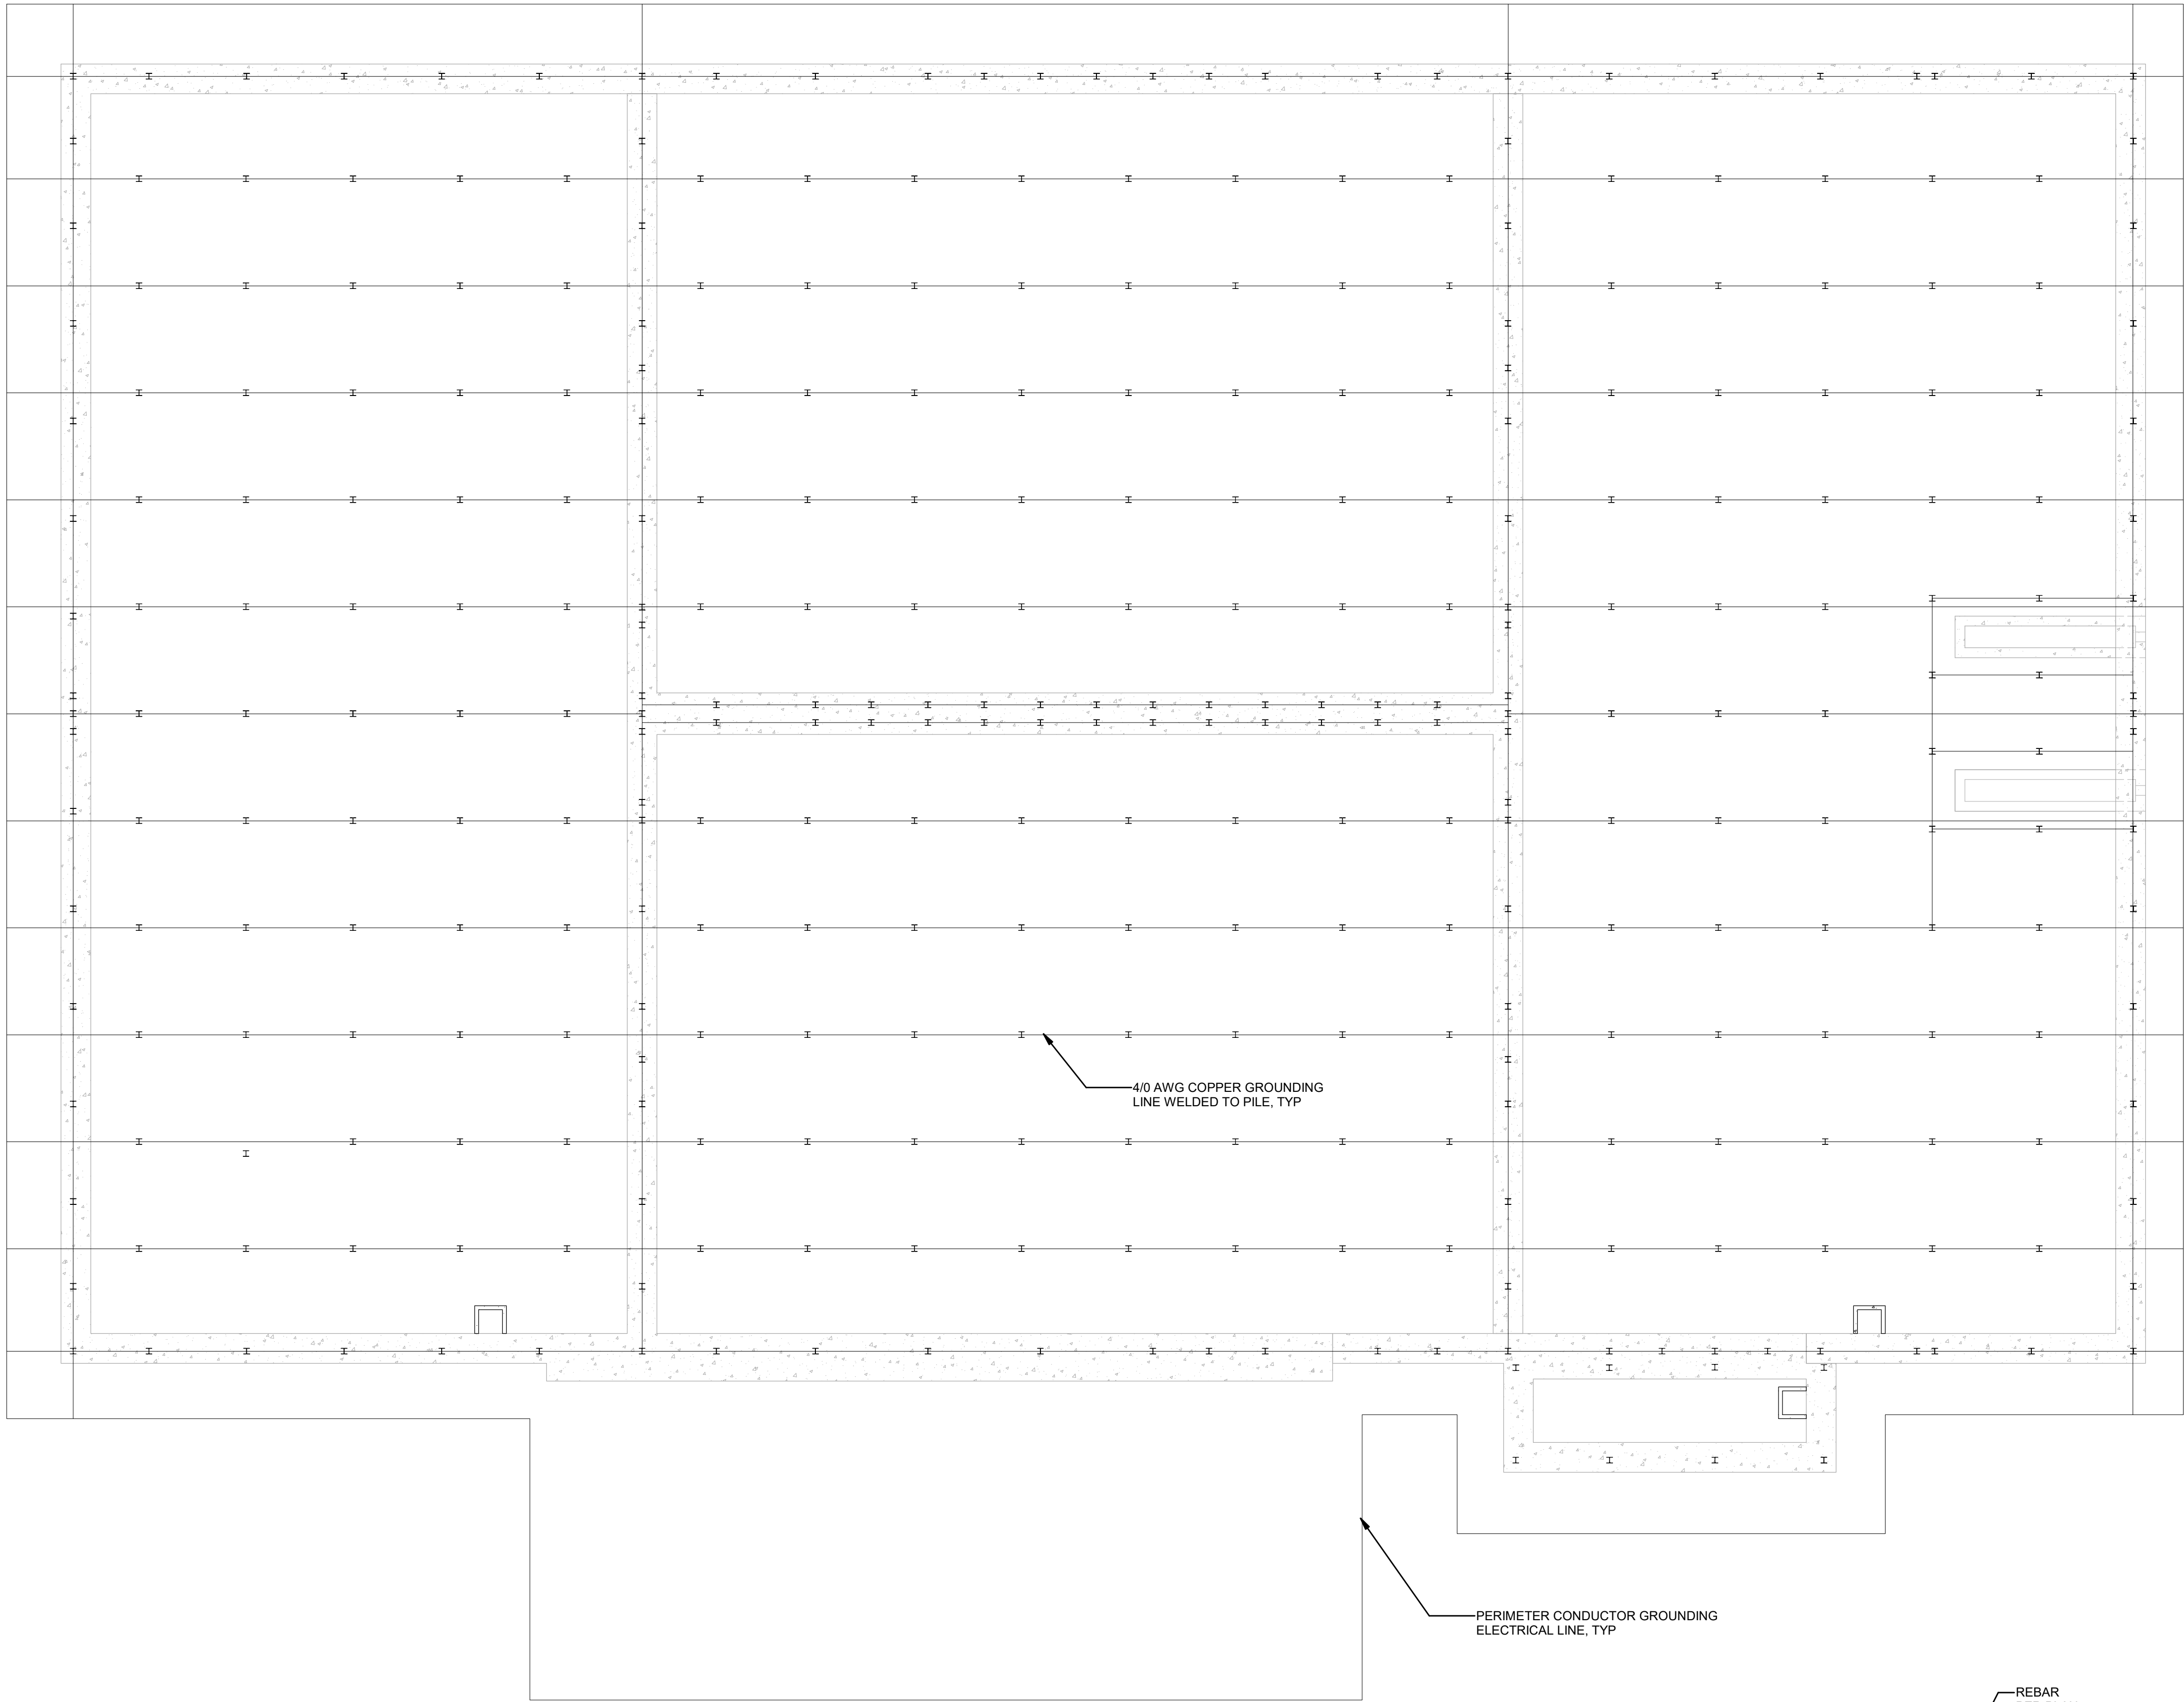 4/0 AWG COPPER GROUNDING
LINE WELDED TO PILE, TYP
PERIMETER CONDUCTOR GROUNDING
ELECTRICAL LINE, TYP
REBAR